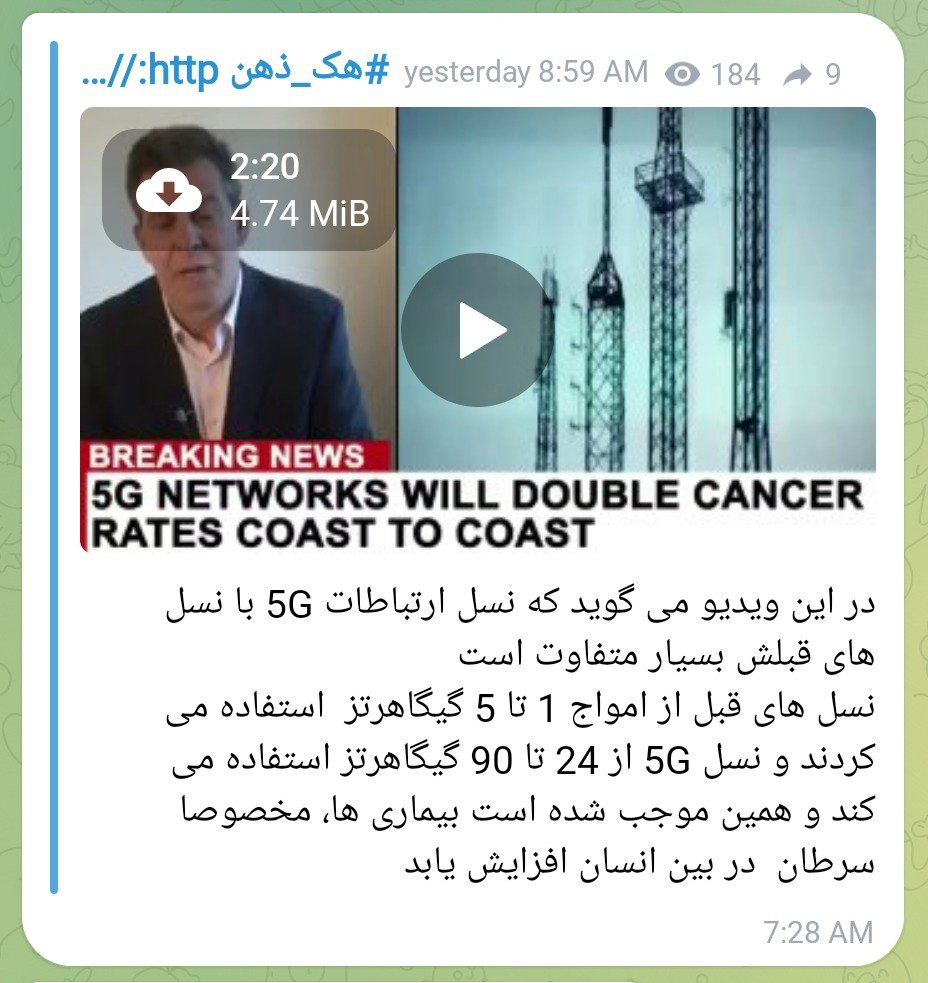 #هک_ذهن http://... yesterday 8:59 AM 184 9
2:20
4.74 MiB
BREAKING NEWS
5G NETWORKS WILL DOUBLE CANCER
RATES COAST TO COAST
در این ویدیو می گوید که نسل ارتباطات 5G با نسل
های قبلش بسیار متفاوت است
نسل های قبل از امواج 1 تا 5 گیگاهرتز استفاده می
کردند و نسل 5G از 24 تا 90 گیگاهرتز استفاده می
کند و همین موجب شده است بیماری ها، مخصوصا
سرطان در بین انسان افزایش یابد
7:28 AM